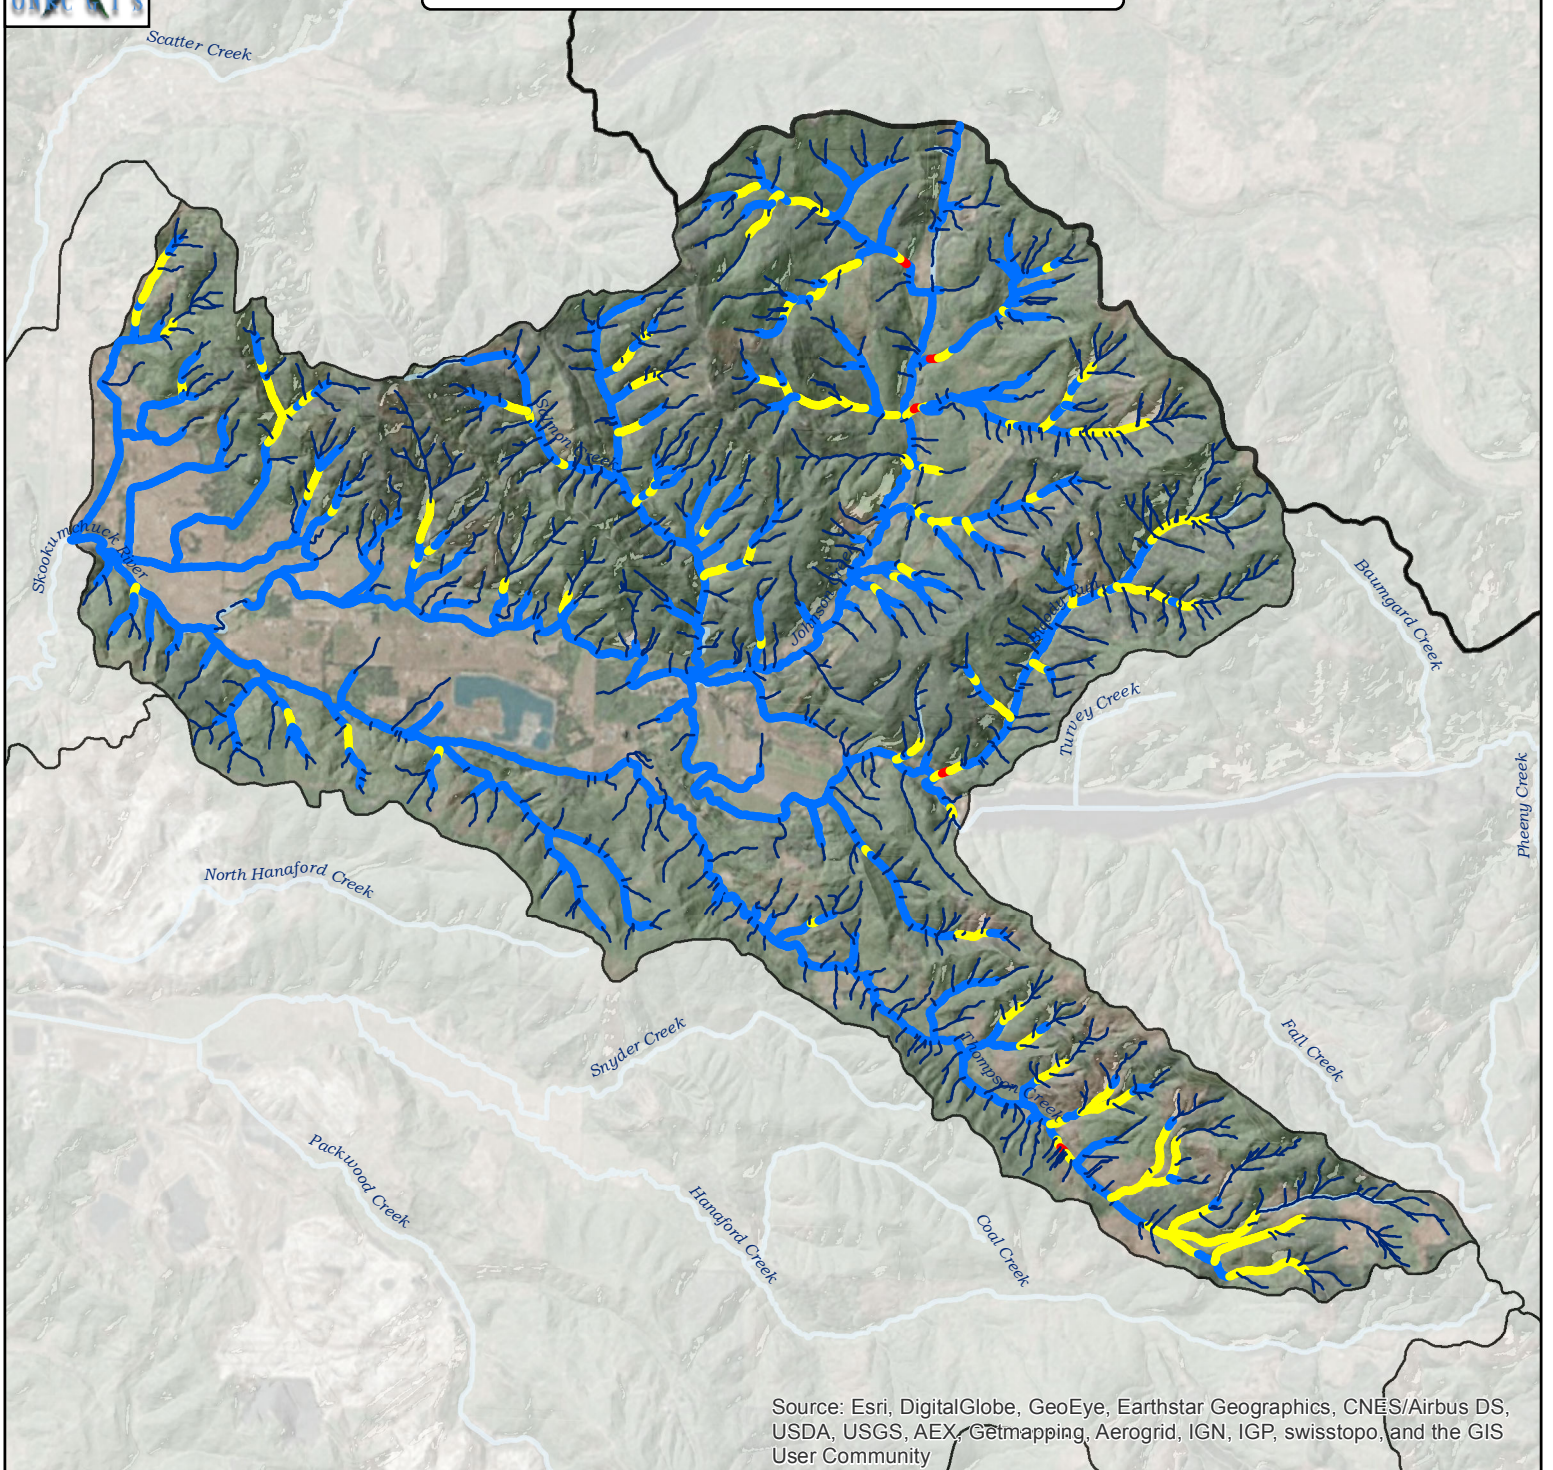 Scatter Creek
Skookumchuck River
Salmon Creek
Johnson
Baumgard Creek
Turvey Creek
Pheeny Creek
North Hanaford Creek
Snyder Creek
Thompson Creek
Fall Creek
Packwood Creek
Hanaford Creek
Coal Creek
Source: Esri, DigitalGlobe, GeoEye, Earthstar Geographics, CNES/Airbus DS,
USDA, USGS, AEX, Getmapping, Aerogrid, IGN, IGP, swisstopo, and the GIS
User Community